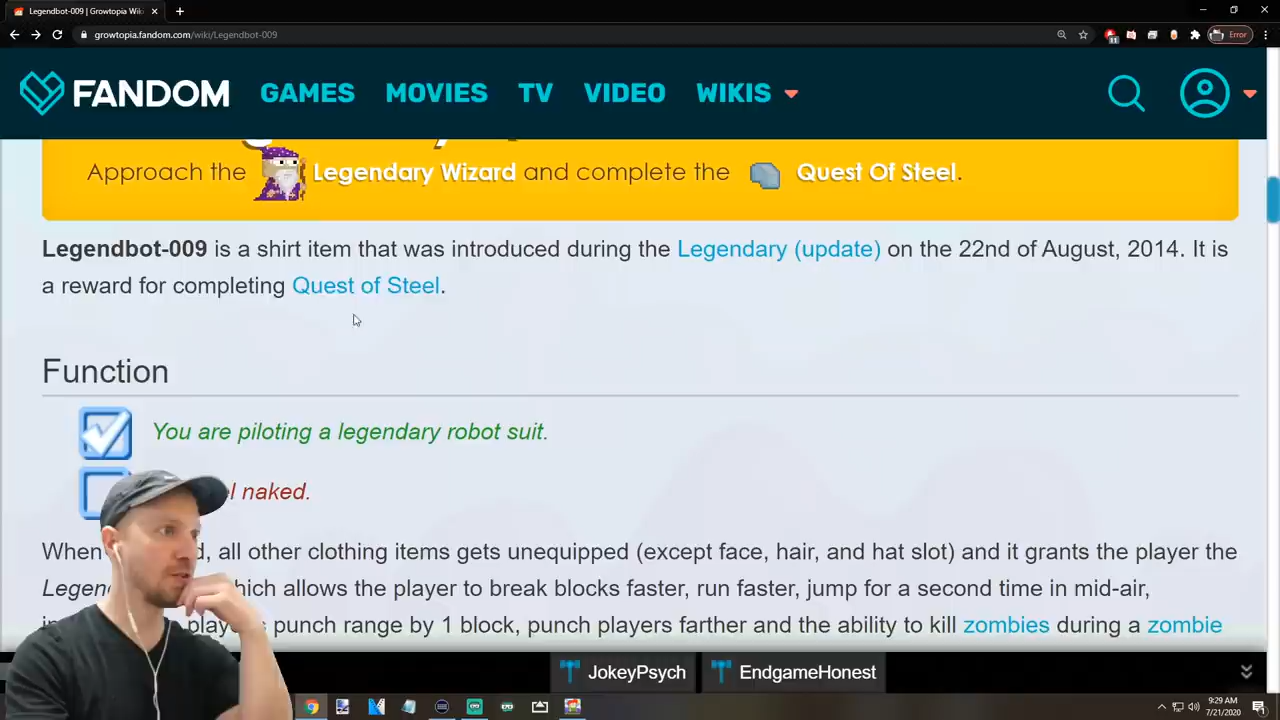 Legendbot-009 | Growtopia Wiki
growtopia.fandom.com/wiki/Legendbot-009
11
Error
FANDOM GAMES MOVIES TV VIDEO WIKIS
Approach the Legendary Wizard and complete the Quest Of Steel.
Legendbot-009 is a shirt item that was introduced during the Legendary (update) on the 22nd of August, 2014. It is
a reward for completing Quest of Steel.
Function
You are piloting a legendary robot suit.
naked.
When all other clothing items gets unequipped (except face, hair, and hat slot) and it grants the player the
which allows the player to break blocks faster, run faster, jump for a second time in mid-air,
punch range by 1 block, punch players farther and the ability to kill zombies during a zombie
JokeyPsych EndgameHonest
9:29 AM
7/21/2020